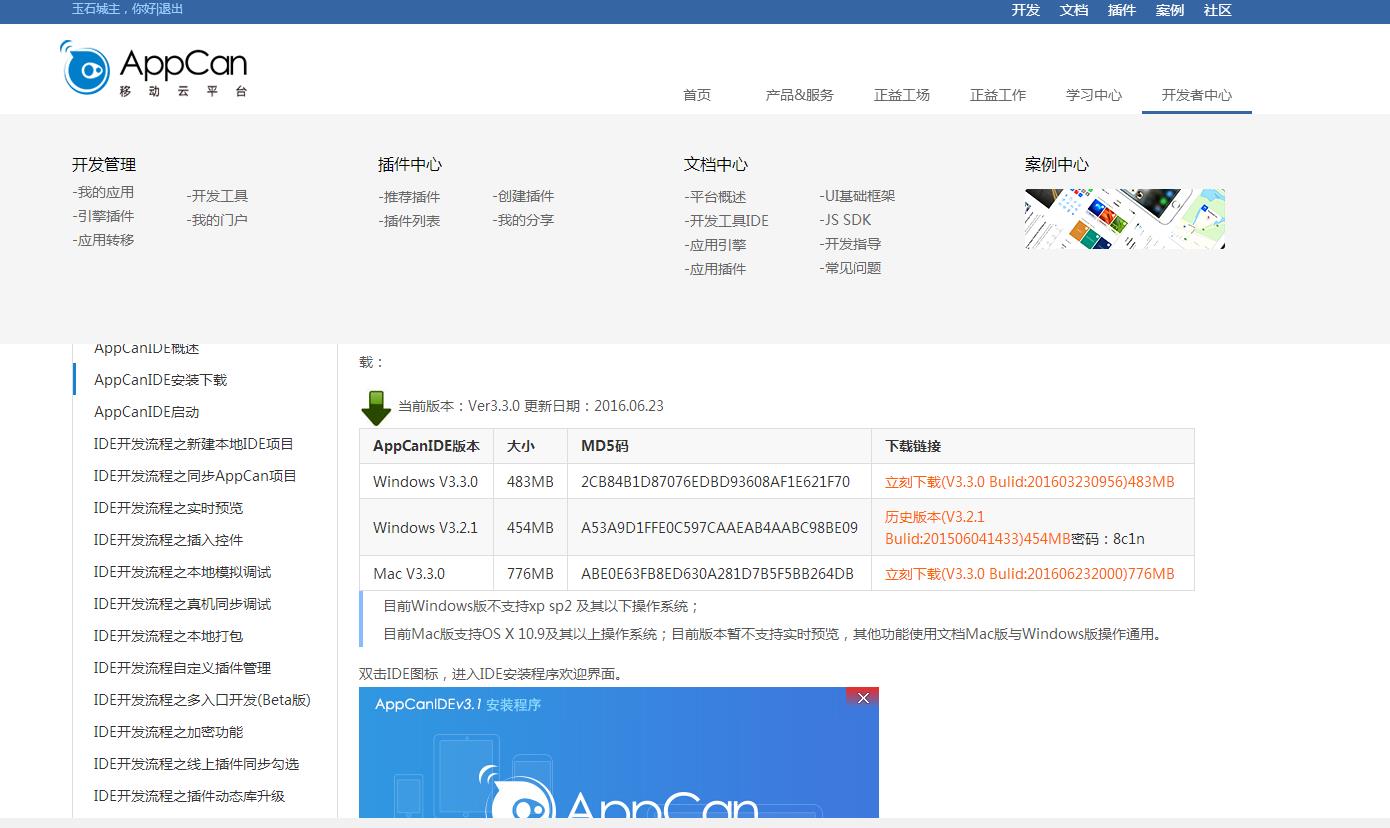 玉石城主，你好|退出
开发 文档 插件 案例 社区
AppCan
移动云平台
首页 产品&服务 正益工场 正益工作 学习中心 开发者中心
开发管理
-我的应用 -开发工具
-引擎插件 -我的门户
-应用转移
插件中心
-推荐插件 -创建插件
-插件列表 -我的分享
文档中心
-平台概述 -UI基础框架
-开发工具IDE -JS SDK
-应用引擎 -开发指导
-应用插件 -常见问题
案例中心
AppCanIDE概述
AppCanIDE安装下载
AppCanIDE启动
IDE开发流程之新建本地IDE项目
IDE开发流程之同步AppCan项目
IDE开发流程之实时预览
IDE开发流程之插入控件
IDE开发流程之本地模拟调试
IDE开发流程之真机同步调试
IDE开发流程之本地打包
IDE开发流程自定义插件管理
IDE开发流程之多入口开发(Beta版)
IDE开发流程之加密功能
IDE开发流程之线上插件同步勾选
IDE开发流程之插件动态库升级
载：
当前版本：Ver3.3.0 更新日期：2016.06.23
AppCanIDE版本 大小 MD5码 下载链接
Windows V3.3.0 483MB 2CB84B1D87076EDBD93608AF1E621F70 立刻下载(V3.3.0 Bulid:201603230956)483MB
Windows V3.2.1 454MB A53A9D1FFE0C597CAAEAB4AABC98BE09 历史版本(V3.2.1
Bulid:201506041433)454MB密码：8c1n
Mac V3.3.0 776MB ABE0E63FB8ED630A281D7B5F5BB264DB 立刻下载(V3.3.0 Bulid:201606232000)776MB
目前Windows版不支持xp sp2 及其以下操作系统；
目前Mac版支持OS X 10.9及其以上操作系统；目前版本暂不支持实时预览，其他功能使用文档Mac版与Windows版操作通用。
双击IDE图标，进入IDE安装程序欢迎界面。
AppCanIDEv3.1 安装程序
AppCan